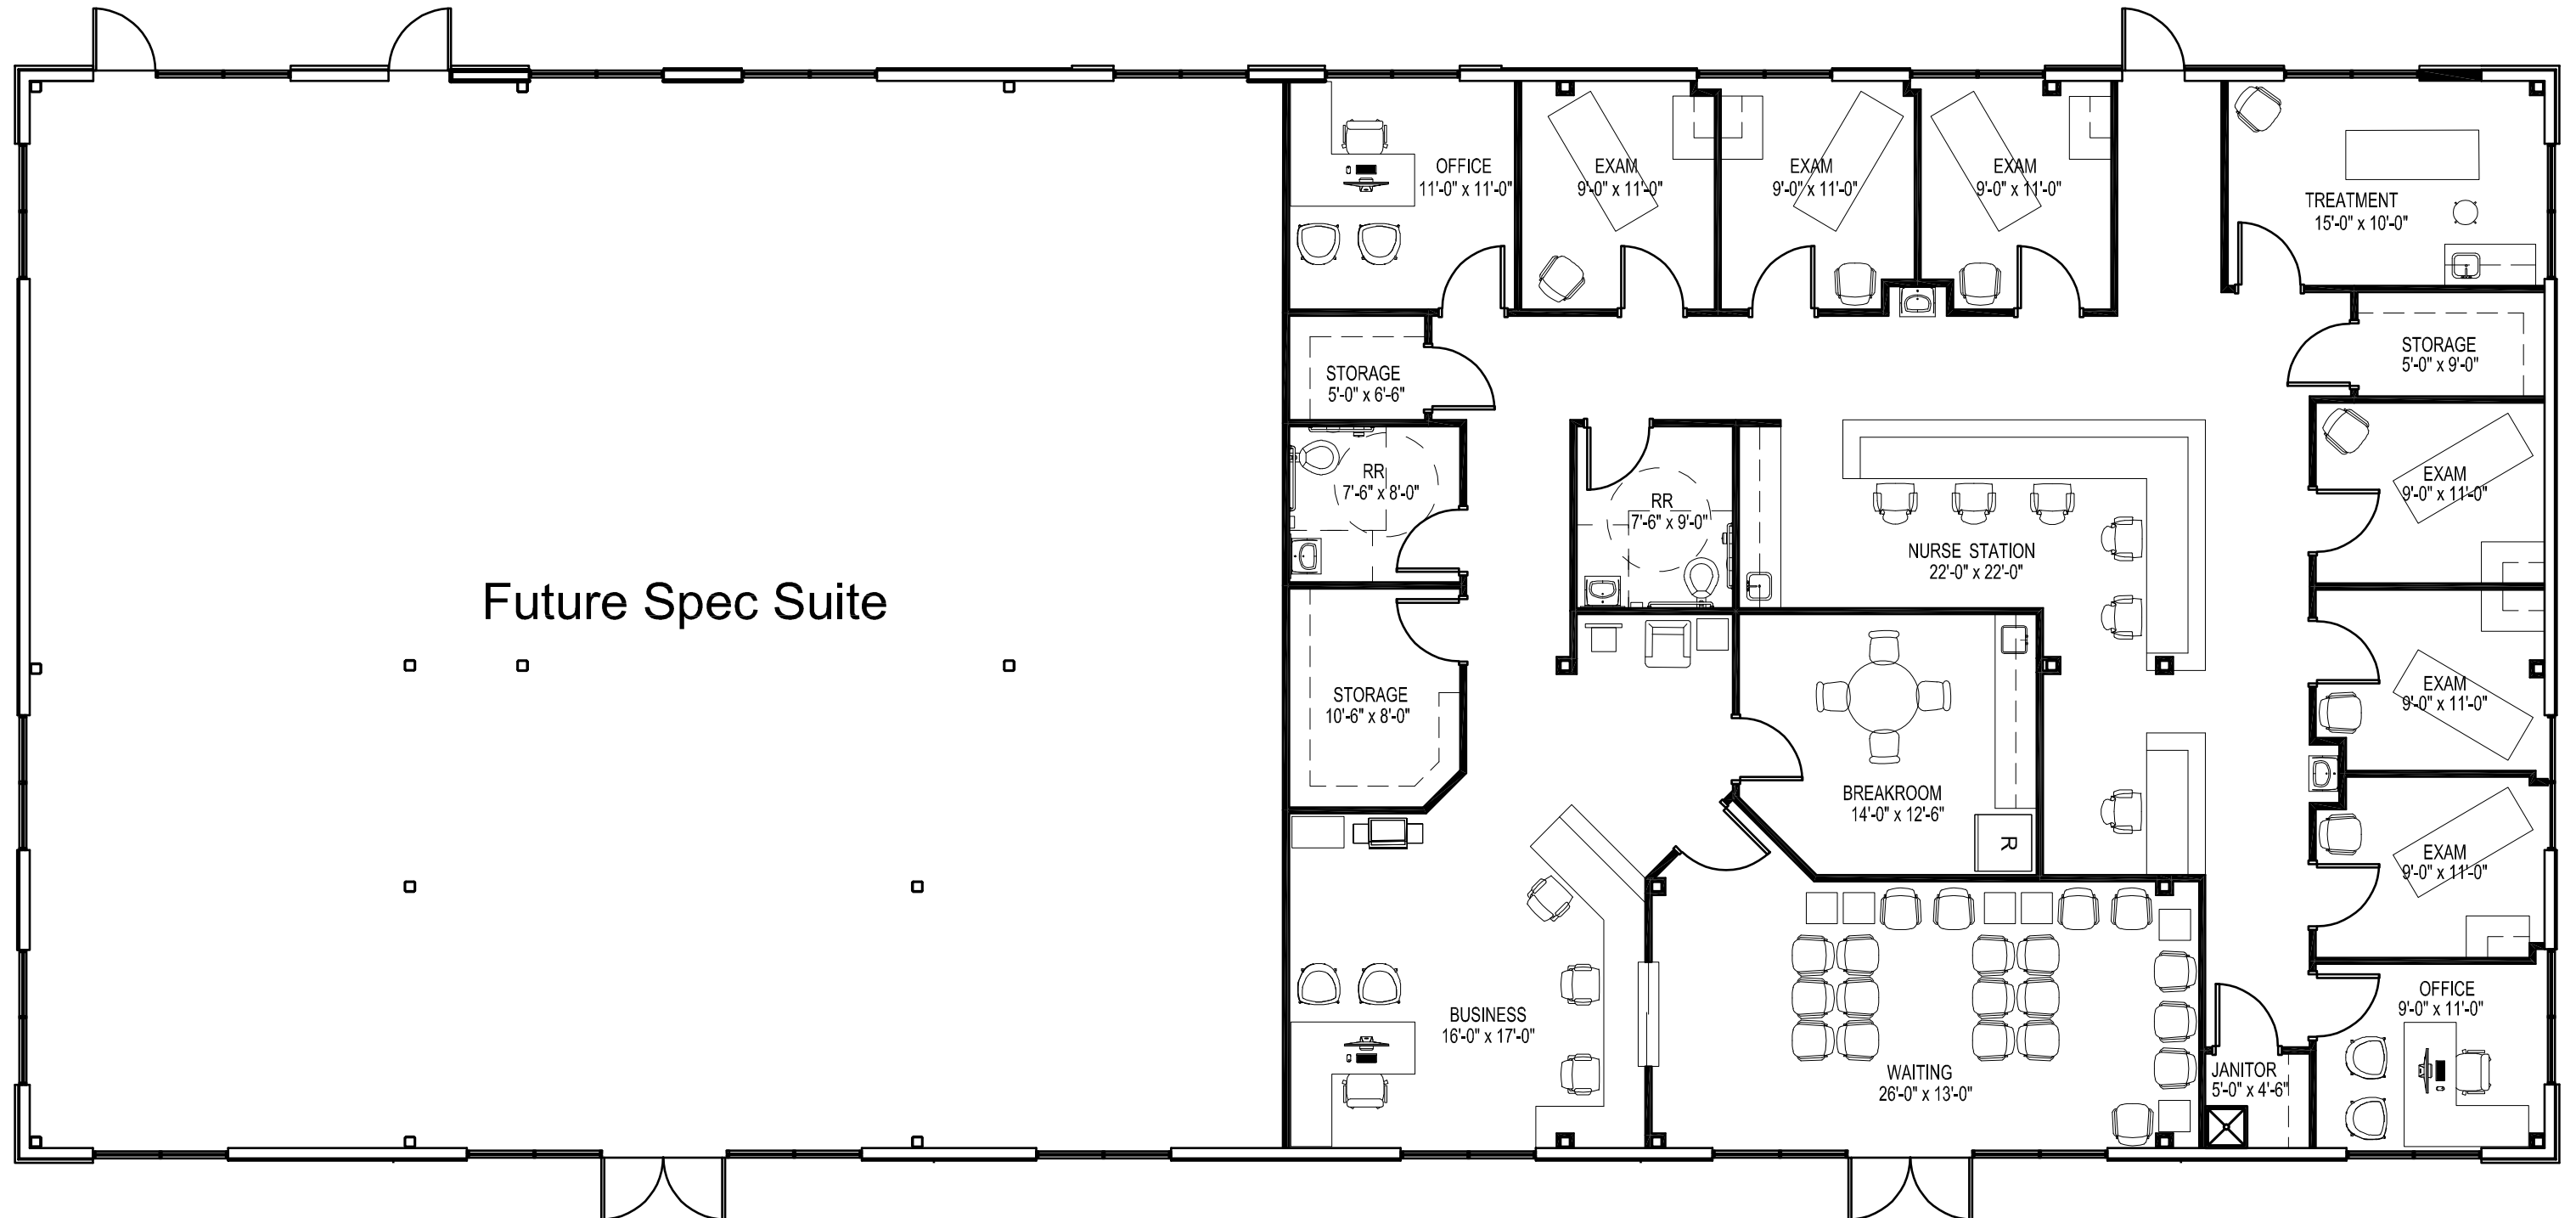 OFFICE
11'-0" x 11'-0"
EXAM
9'-0" x 11'-0"
EXAM
9'-0" x 11'-0"
EXAM
9'-0" x 11'-0"
TREATMENT
15'-0" x 10'-0"
STORAGE
5'-0" x 6'-6"
STORAGE
5'-0" x 9'-0"
RR
7'-6" x 8'-0"
RR
7'-6" x 9'-0"
NURSE STATION
22'-0" x 22'-0"
EXAM
9'-0" x 11'-0"
Future Spec Suite
STORAGE
10'-6" x 8'-0"
EXAM
9'-0" x 11'-0"
BREAKROOM
14'-0" x 12'-6"
R
EXAM
9'-0" x 11'-0"
BUSINESS
16'-0" x 17'-0"
OFFICE
9'-0" x 11'-0"
WAITING
26'-0" x 13'-0"
JANITOR
5'-0" x 4'-6"